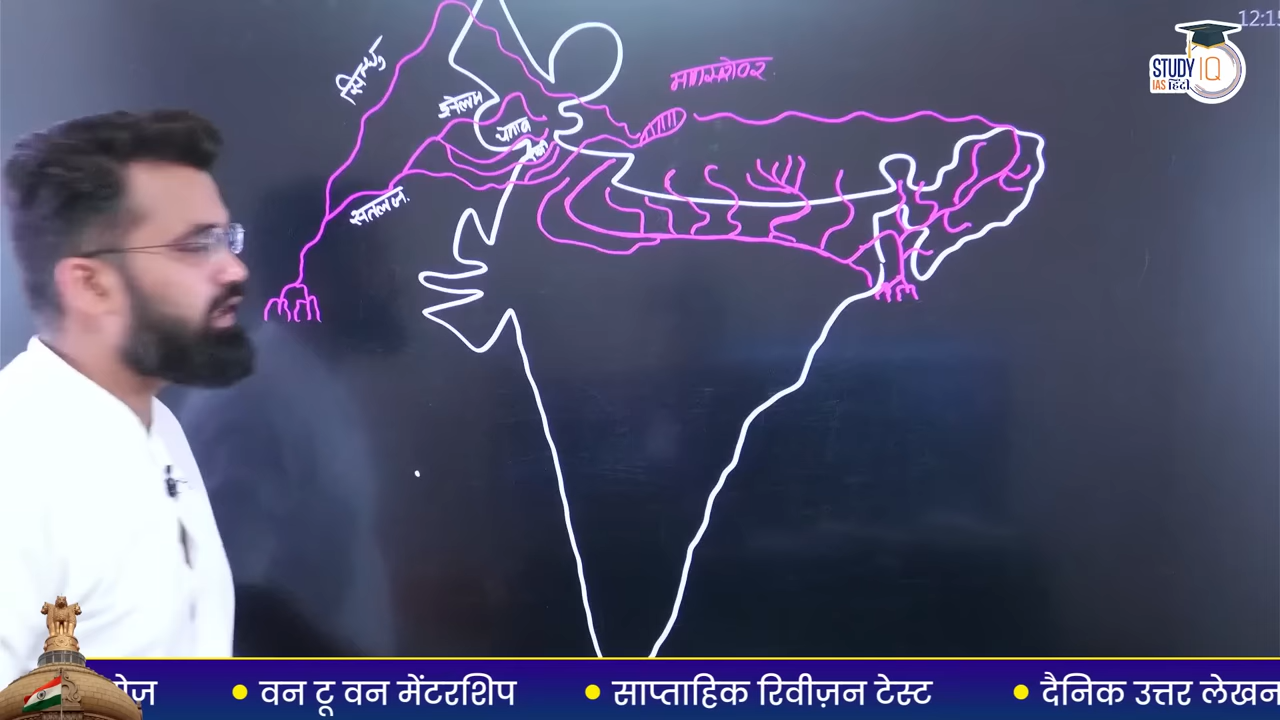 12:15
STUDY IQ
IAS हिंदी
मानसरोवर
सिन्धु
झेलम
चेनाब
सतलज.
ोज • वन टू वन मेंटरशिप • साप्ताहिक रिवीज़न टेस्ट • दैनिक उत्तर लेखन